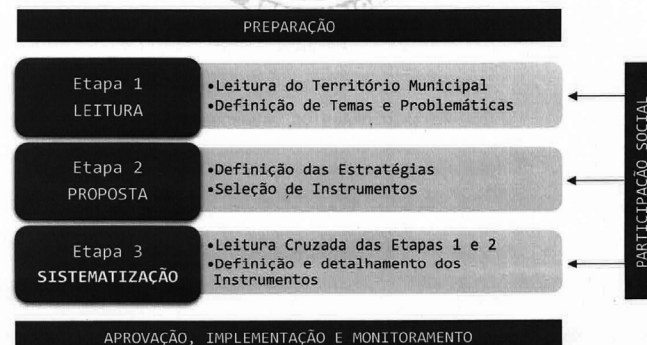 PREPARAÇÃO
Etapa 1
LEITURA
•Leitura do Território Municipal
•Definição de Temas e Problemáticas
Etapa 2
PROPOSTA
•Definição das Estratégias
•Seleção de Instrumentos
Etapa 3
SISTEMATIZAÇÃO
•Leitura Cruzada das Etapas 1 e 2
•Definição e detalhamento dos
Instrumentos
PARTICIPAÇÃO SOCIAL
APROVAÇÃO, IMPLEMENTAÇÃO E MONITORAMENTO